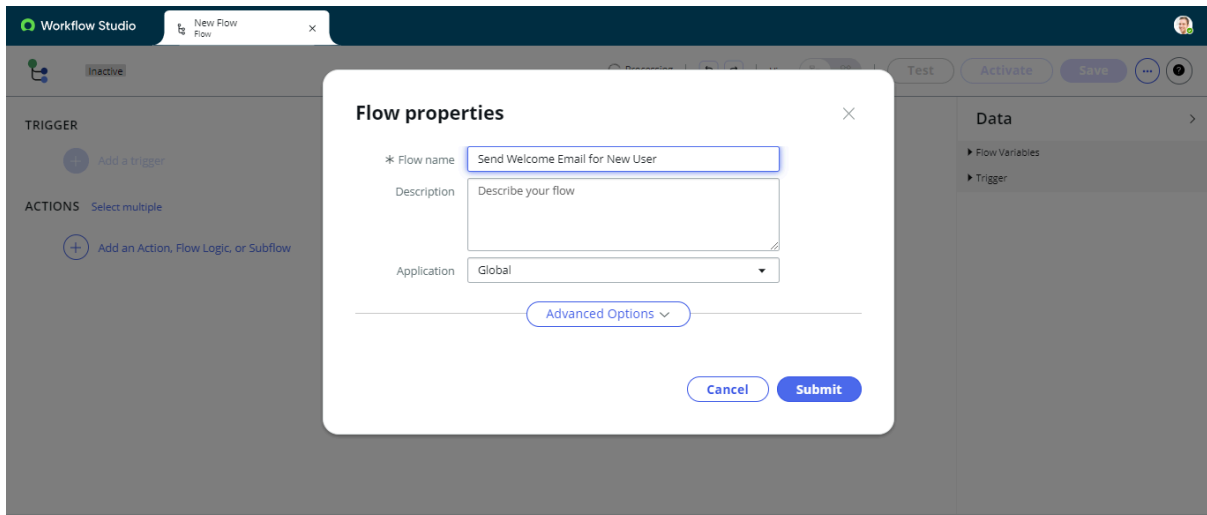 Workflow Studio
New Flow
Flow
Inactive
Test
Activate
Save
TRIGGER
Add a trigger
ACTIONS Select multiple
Add an Action, Flow Logic, or Subflow
Flow properties
* Flow name Send Welcome Email for New User
Description Describe your flow
Application Global
Advanced Options
Cancel Submit
Data
Flow Variables
Trigger